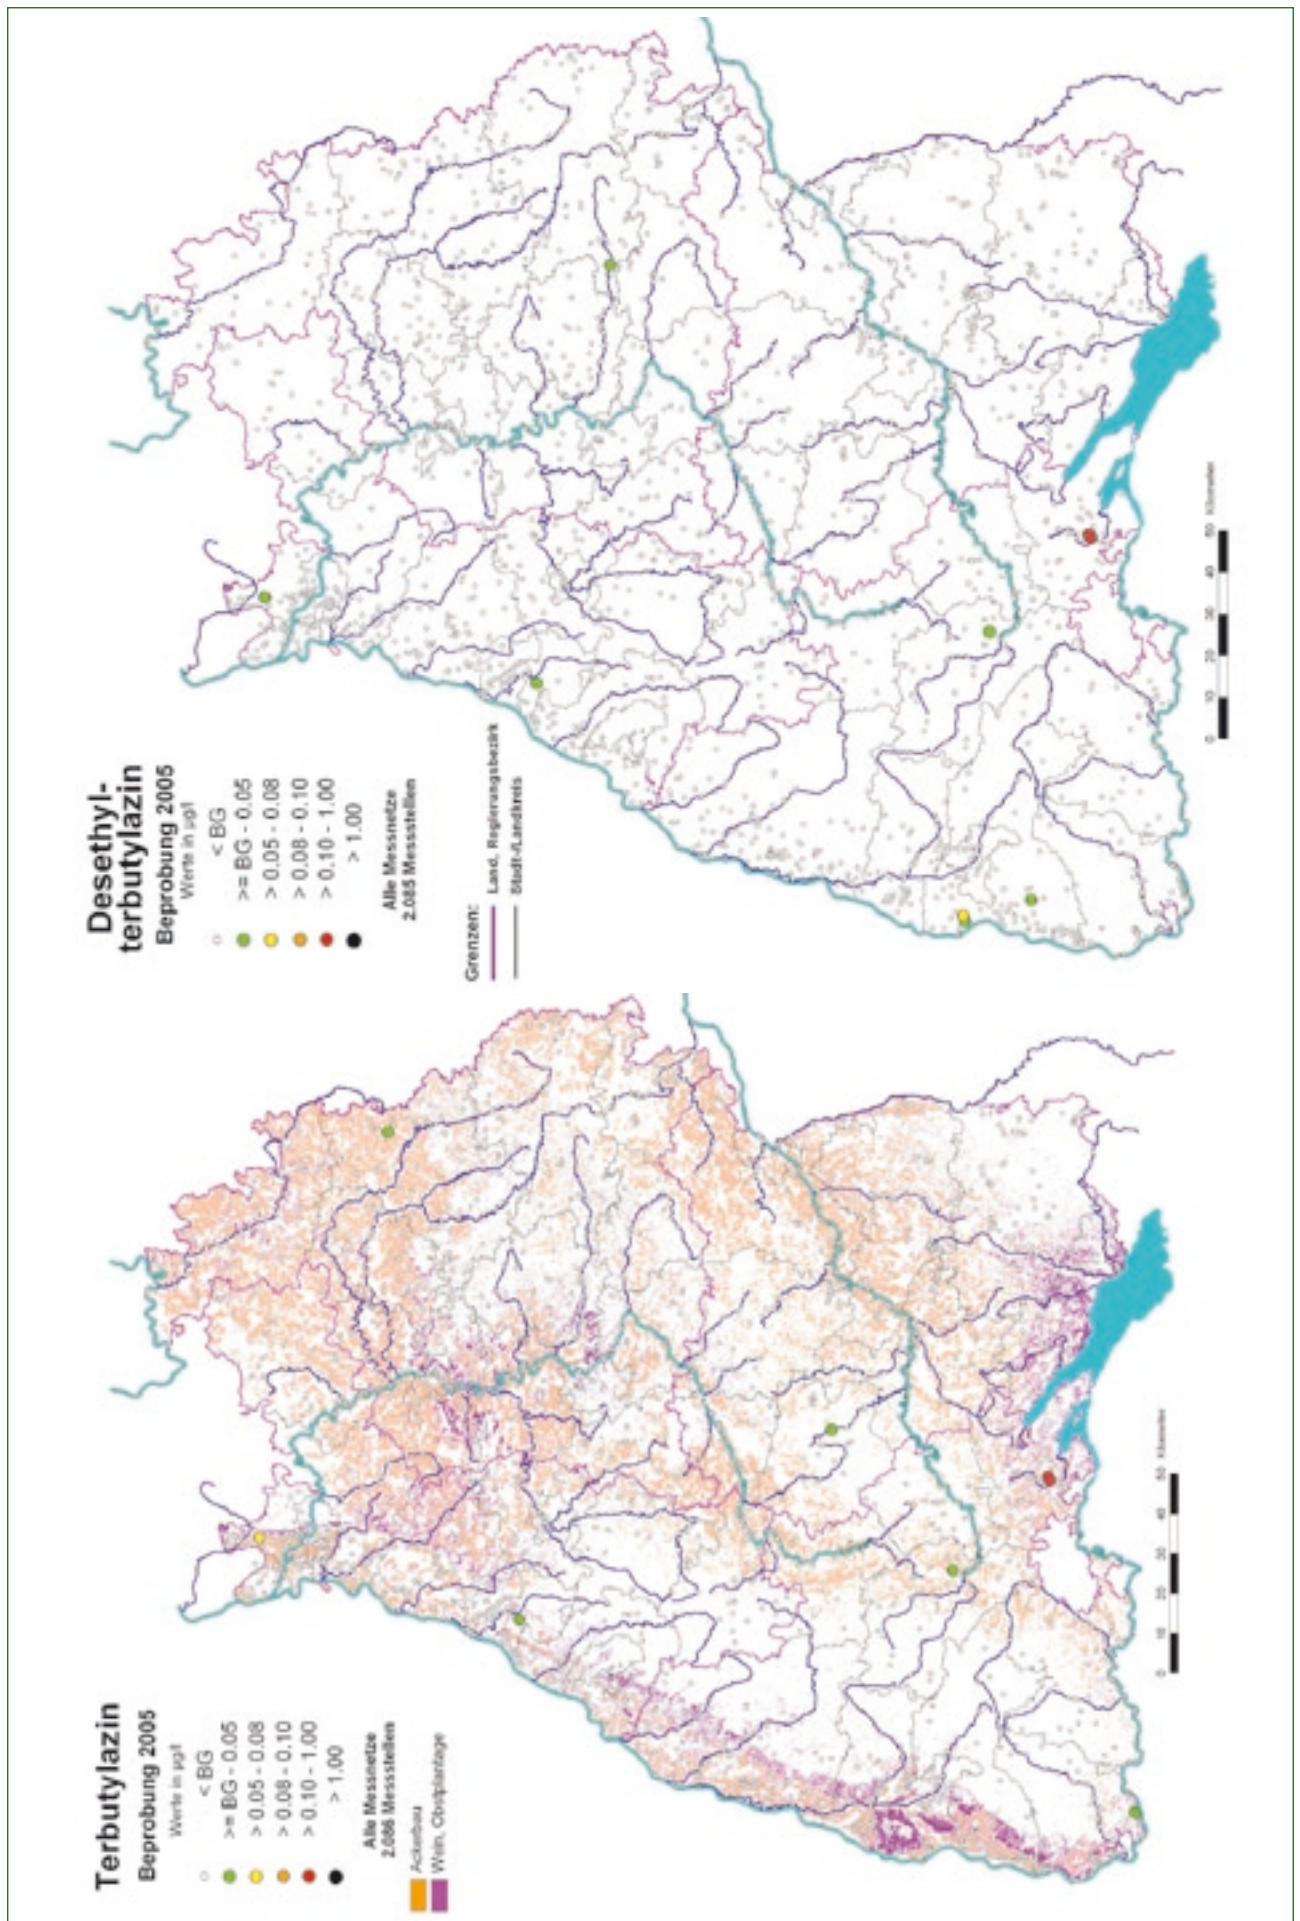 Desethyl-
terbutylazin
Beprobung 2005
Werte in µg/l
< BG
>= BG - 0.05
> 0.05 - 0.08
> 0.08 - 0.10
> 0.10 - 1.00
> 1.00
Alle Messnetze
2.085 Messstellen
Grenzen:
Land, Regierungsbezirk
Stadt-/Landkreis
0 10 20 30 40 50 Kilometer
Terbutylazin
Beprobung 2005
Werte in µg/l
< BG
>= BG - 0.05
> 0.05 - 0.08
> 0.08 - 0.10
> 0.10 - 1.00
> 1.00
Alle Messnetze
2.086 Messstellen
Ackerbau
Wein, Obstplantage
0 10 20 30 40 50 Kilometer